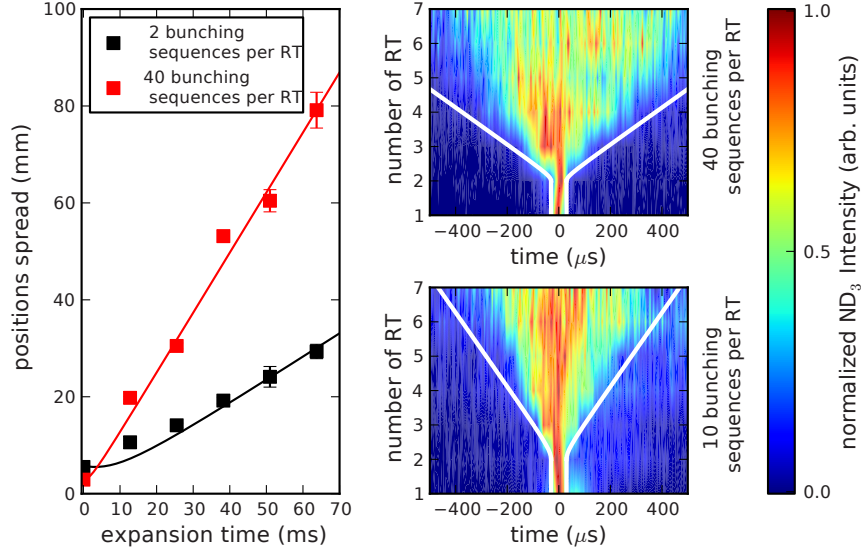 100
80
60
40
20
0
0 10 20 30 40 50 60 70
positions spread (mm)
expansion time (ms)
2 bunching
sequences per RT
40 bunching
sequences per RT
7
6
5
4
3
2
1
−400 −200 0 200 400
number of RT
time (μs)
40 bunching
sequences per RT
7
6
5
4
3
2
1
−400 −200 0 200 400
number of RT
time (μs)
10 bunching
sequences per RT
1.0
0.5
0.0
normalized ND₃ Intensity (arb. units)